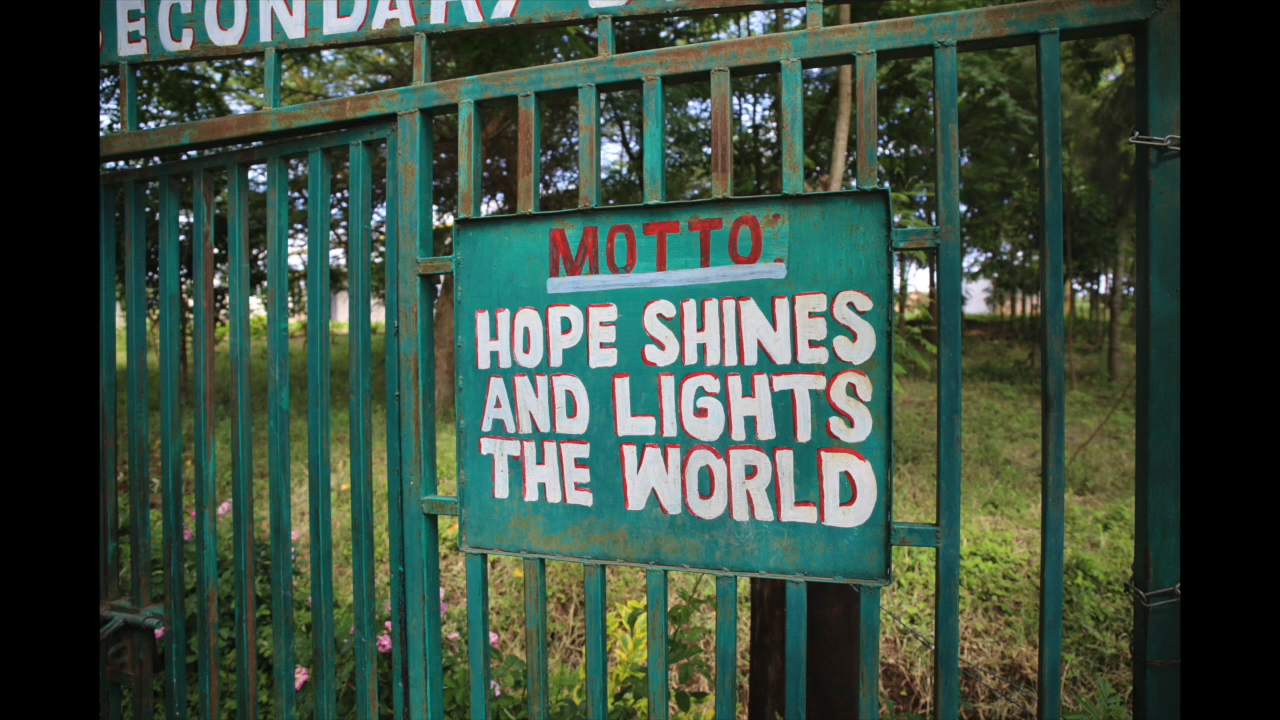 SECONDARY
MOTTO:
HOPE SHINES
AND LIGHTS
THE WORLD